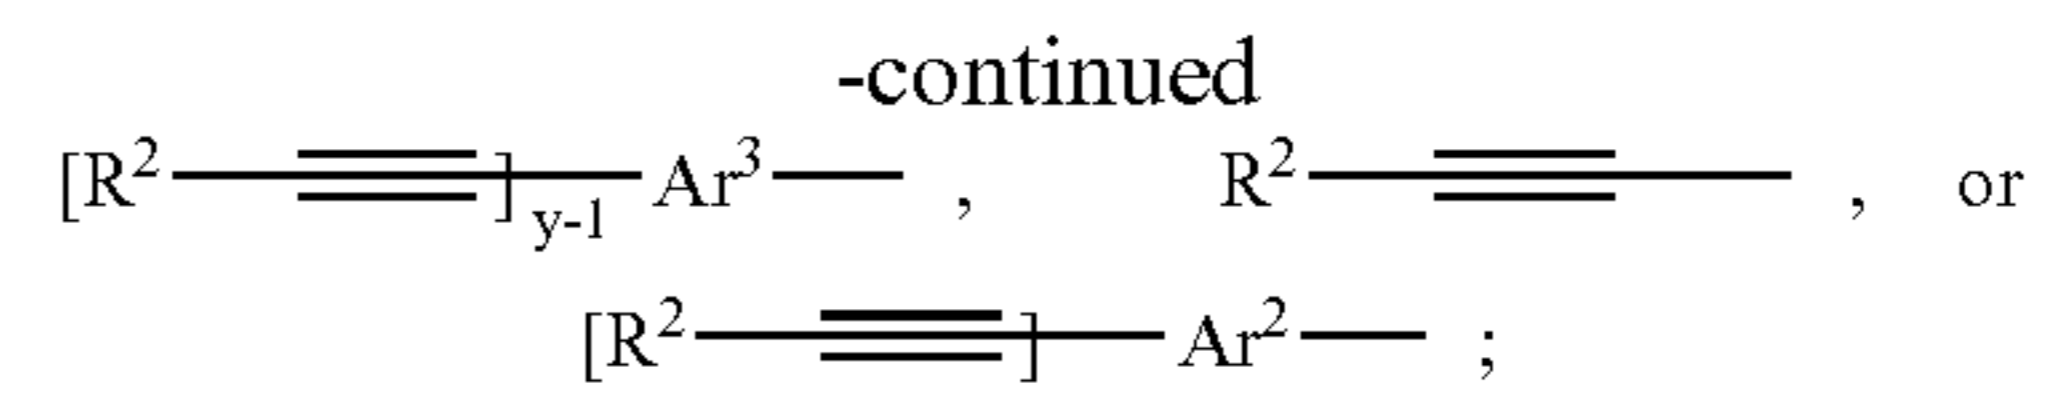 -continued
[R²—≡—]y-1—Ar³— , R²—≡— , or
[R²—≡—]—Ar²— ;